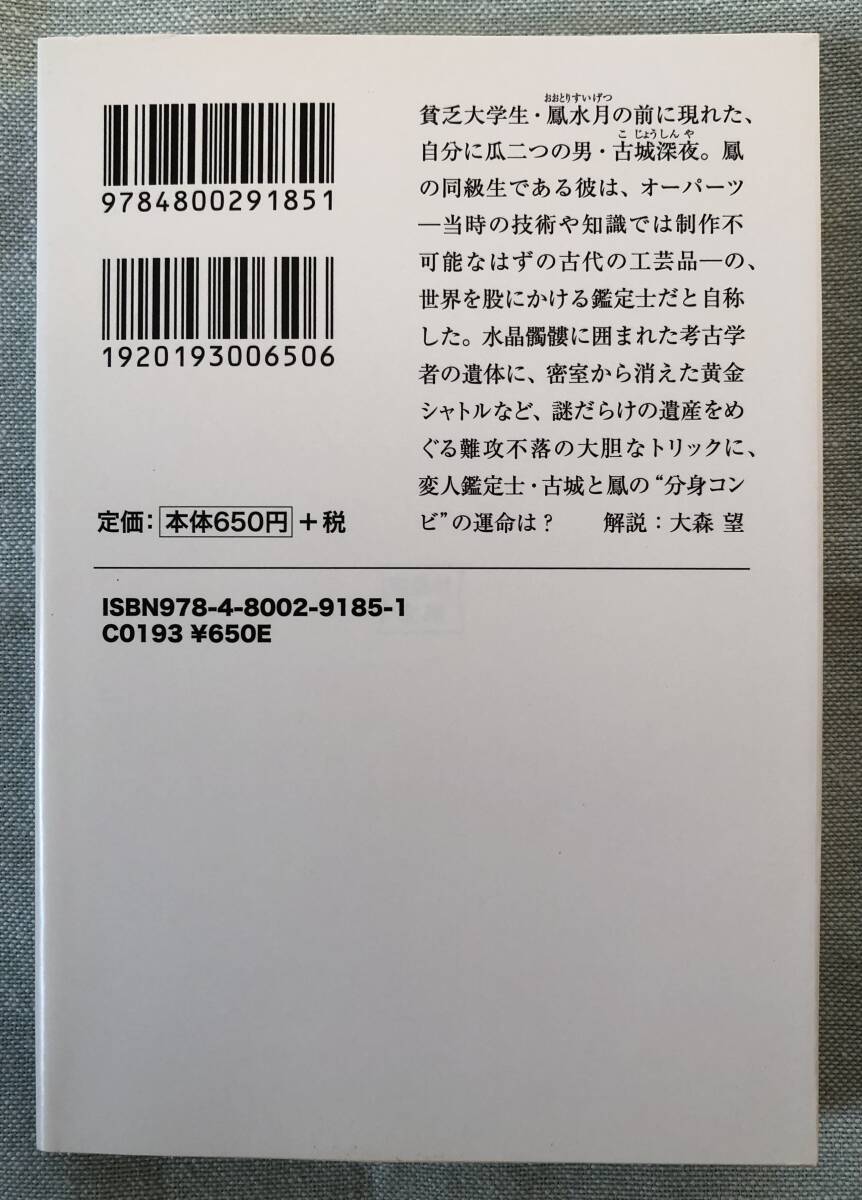 9784800291851
1920193006506
定価：本体650円＋税
おおとりすいげつ
貧乏大学生・鳳水月の前に現れた、
こじょうしんや
自分に瓜二つの男・古城深夜。鳳
の同級生である彼は、オーパーツ
―当時の技術や知識では制作不
可能なはずの古代の工芸品―の、
世界を股にかける鑑定士だと自称
した。水晶髑髏に囲まれた考古学
者の遺体に、密室から消えた黄金
シャトルなど、謎だらけの遺産をめ
ぐる難攻不落の大胆なトリックに、
変人鑑定士・古城と鳳の“分身コン
ビ”の運命は？　解説：大森 望
ISBN978-4-8002-9185-1
C0193 ¥650E